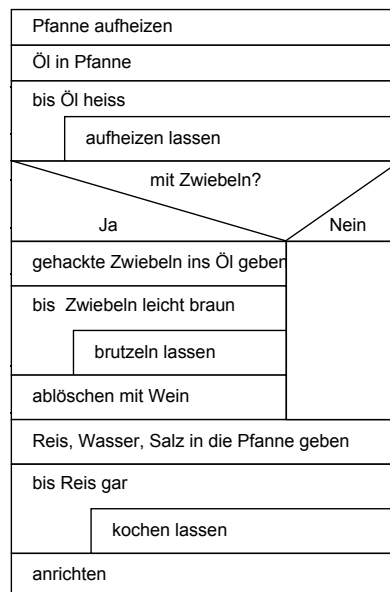 Pfanne aufheizen
Öl in Pfanne
bis Öl heiss
aufheizen lassen
mit Zwiebeln?
Ja
Nein
gehackte Zwiebeln ins Öl geben
bis Zwiebeln leicht braun
brutzeln lassen
ablöschen mit Wein
Reis, Wasser, Salz in die Pfanne geben
bis Reis gar
kochen lassen
anrichten